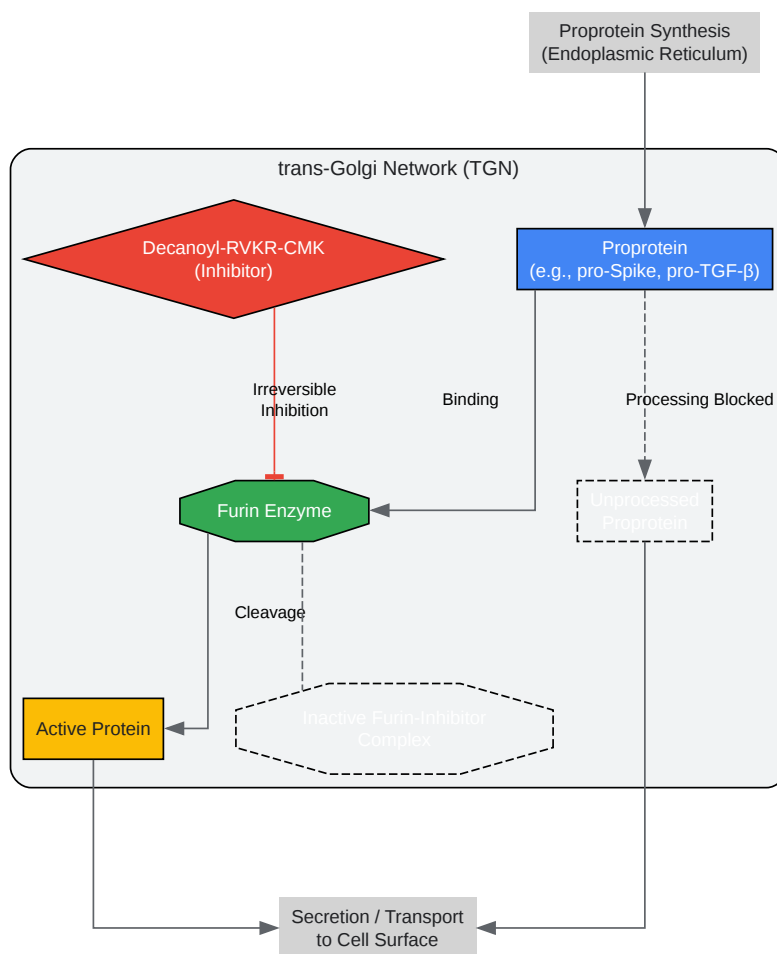 Proprotein Synthesis
(Endoplasmic Reticulum)
trans-Golgi Network (TGN)
Decanoyl-RVKR-CMK
(Inhibitor)
Proprotein
(e.g., pro-Spike, pro-TGF-β)
Irreversible
Inhibition
Binding
Processing Blocked
Furin Enzyme
Unprocessed
Proprotein
Cleavage
Active Protein
Inactive Furin-Inhibitor
Complex
Secretion / Transport
to Cell Surface